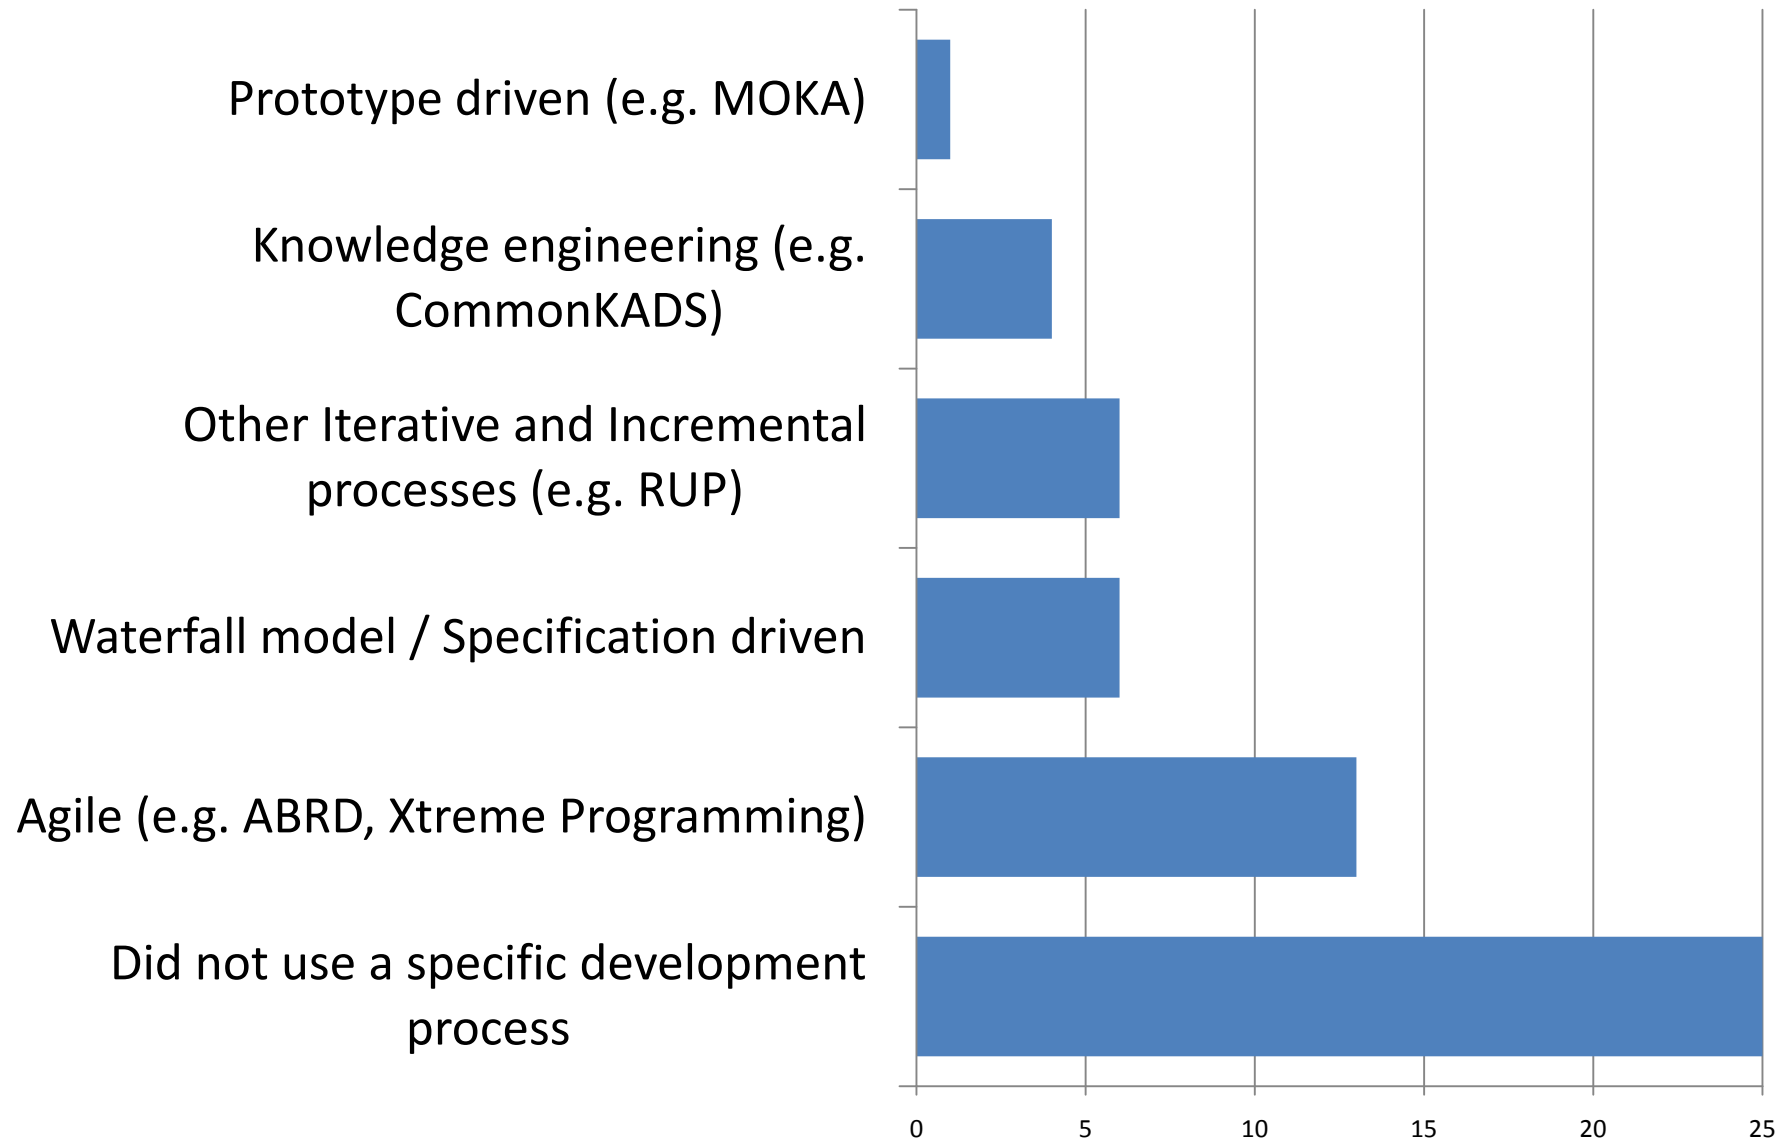 Prototype driven (e.g. MOKA)
Knowledge engineering (e.g.
CommonKADS)
Other Iterative and Incremental
processes (e.g. RUP)
Waterfall model / Specification driven
Agile (e.g. ABRD, Xtreme Programming)
Did not use a specific development
process
0 5 10 15 20 25